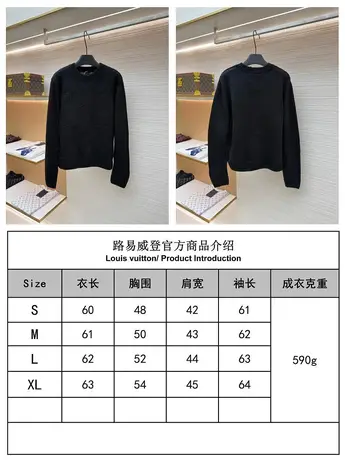 路易威登官方商品介绍
Louis vuitton/ Product Introduction
Size 衣长 胸围 肩宽 袖长 成衣克重
S 60 48 42 61
M 61 50 43 62
L 62 52 44 63 590g
XL 63 54 45 64